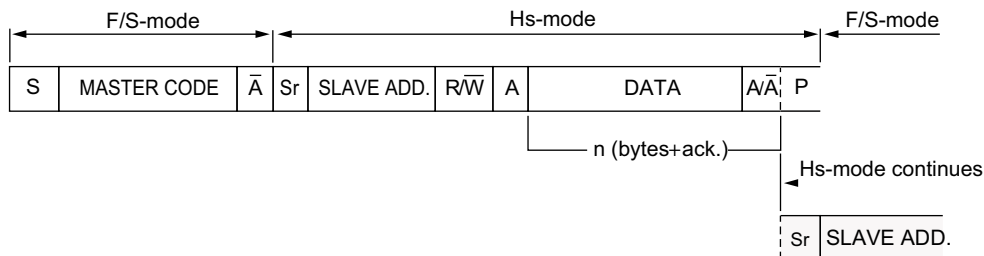 F/S-mode Hs-mode F/S-mode
S MASTER CODE A̅ Sr SLAVE ADD. R/W̅ A DATA A/A̅ P
n (bytes+ack.)
Hs-mode continues
Sr SLAVE ADD.